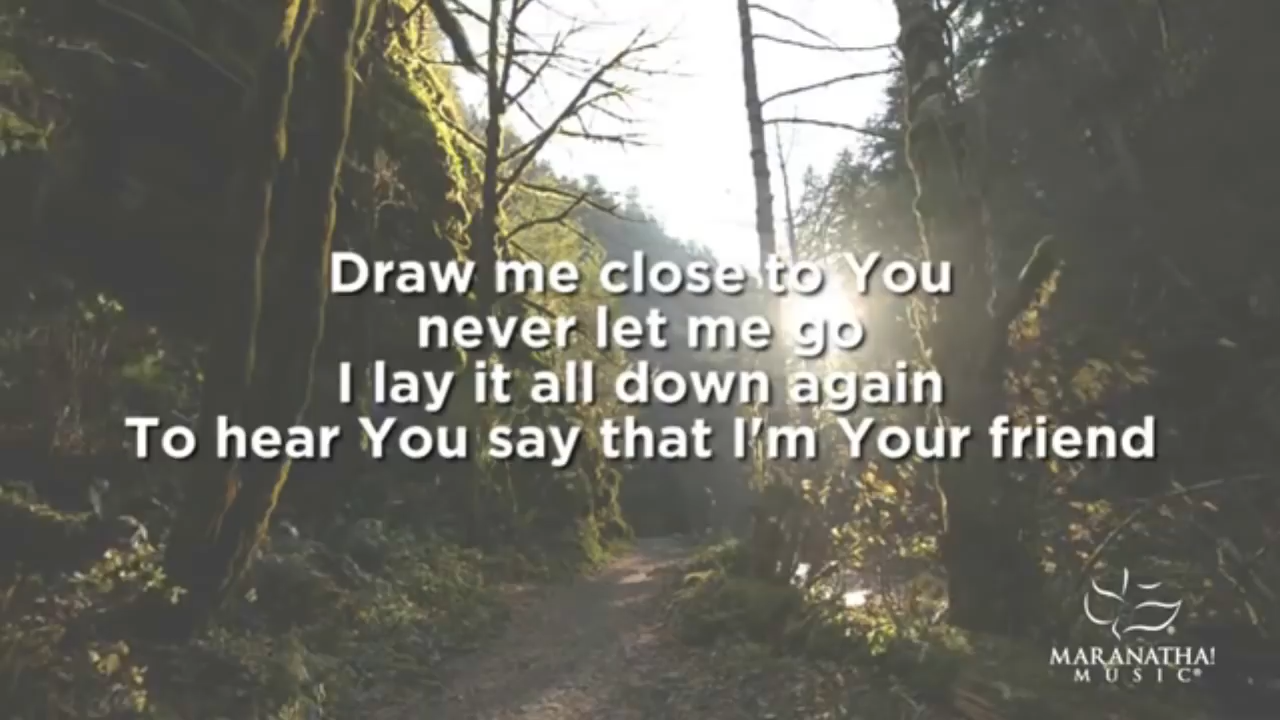 Draw me close to You
never let me go
I lay it all down again
To hear You say that I'm Your friend
MARANATHA!
MUSIC®